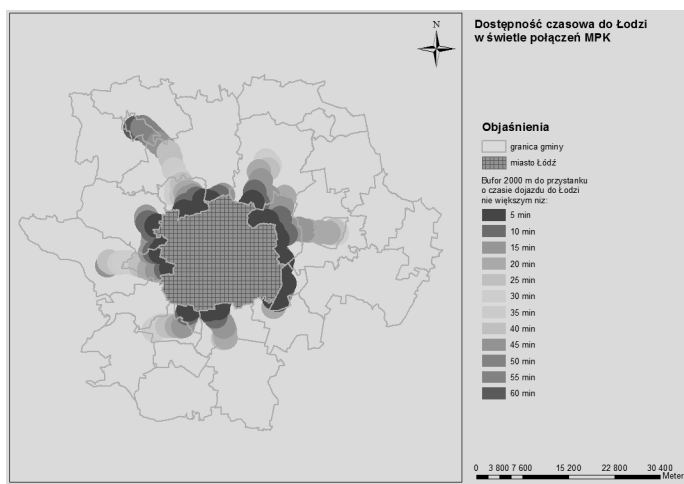 N
Dostępność czasowa do Łodzi
w świetle połączeń MPK
Objaśnienia
granica gminy
miasto Łódź
Bufor 2000 m do przystanku
o czasie dojazdu do Łodzi
nie większym niz:
5 min
10 min
15 min
20 min
25 min
30 min
35 min
40 min
45 min
50 min
55 min
60 min
0 3 800 7 600 15 200 22 800 30 400
Meter